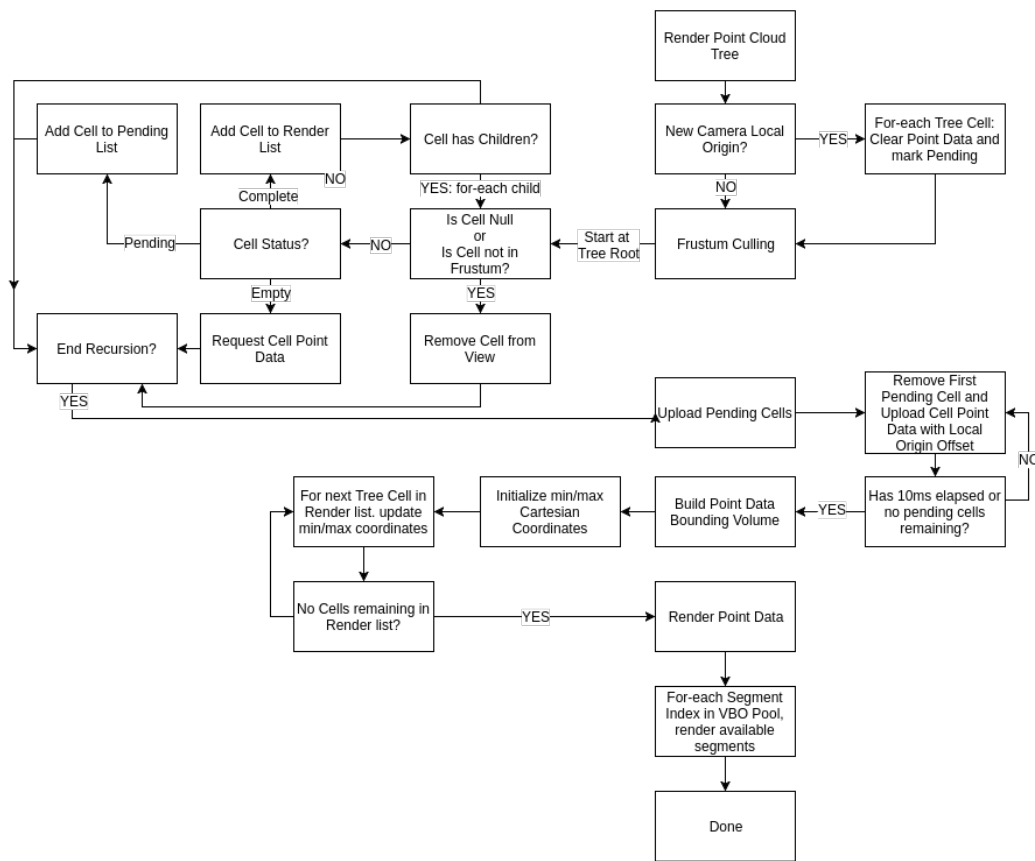 Render Point Cloud
Tree
Add Cell to Pending
List
Add Cell to Render
List
Cell has Children?
New Camera Local
Origin?
YES
For-each Tree Cell:
Clear Point Data and
mark Pending
NO
Complete
YES: for-each child
NO
Pending
Cell Status?
NO
Is Cell Null
or
Is Cell not in
Frustum?
Start at
Tree Root
Frustum Culling
Empty
YES
End Recursion?
Request Cell Point
Data
Remove Cell from
View
YES
Upload Pending Cells
Remove First
Pending Cell and
Upload Cell Point
Data with Local
Origin Offset
NO
For next Tree Cell in
Render list. update
min/max coordinates
Initialize min/max
Cartesian
Coordinates
Build Point Data
Bounding Volume
YES
Has 10ms elapsed or
no pending cells
remaining?
No Cells remaining in
Render list?
YES
Render Point Data
For-each Segment
Index in VBO Pool,
render available
segments
Done